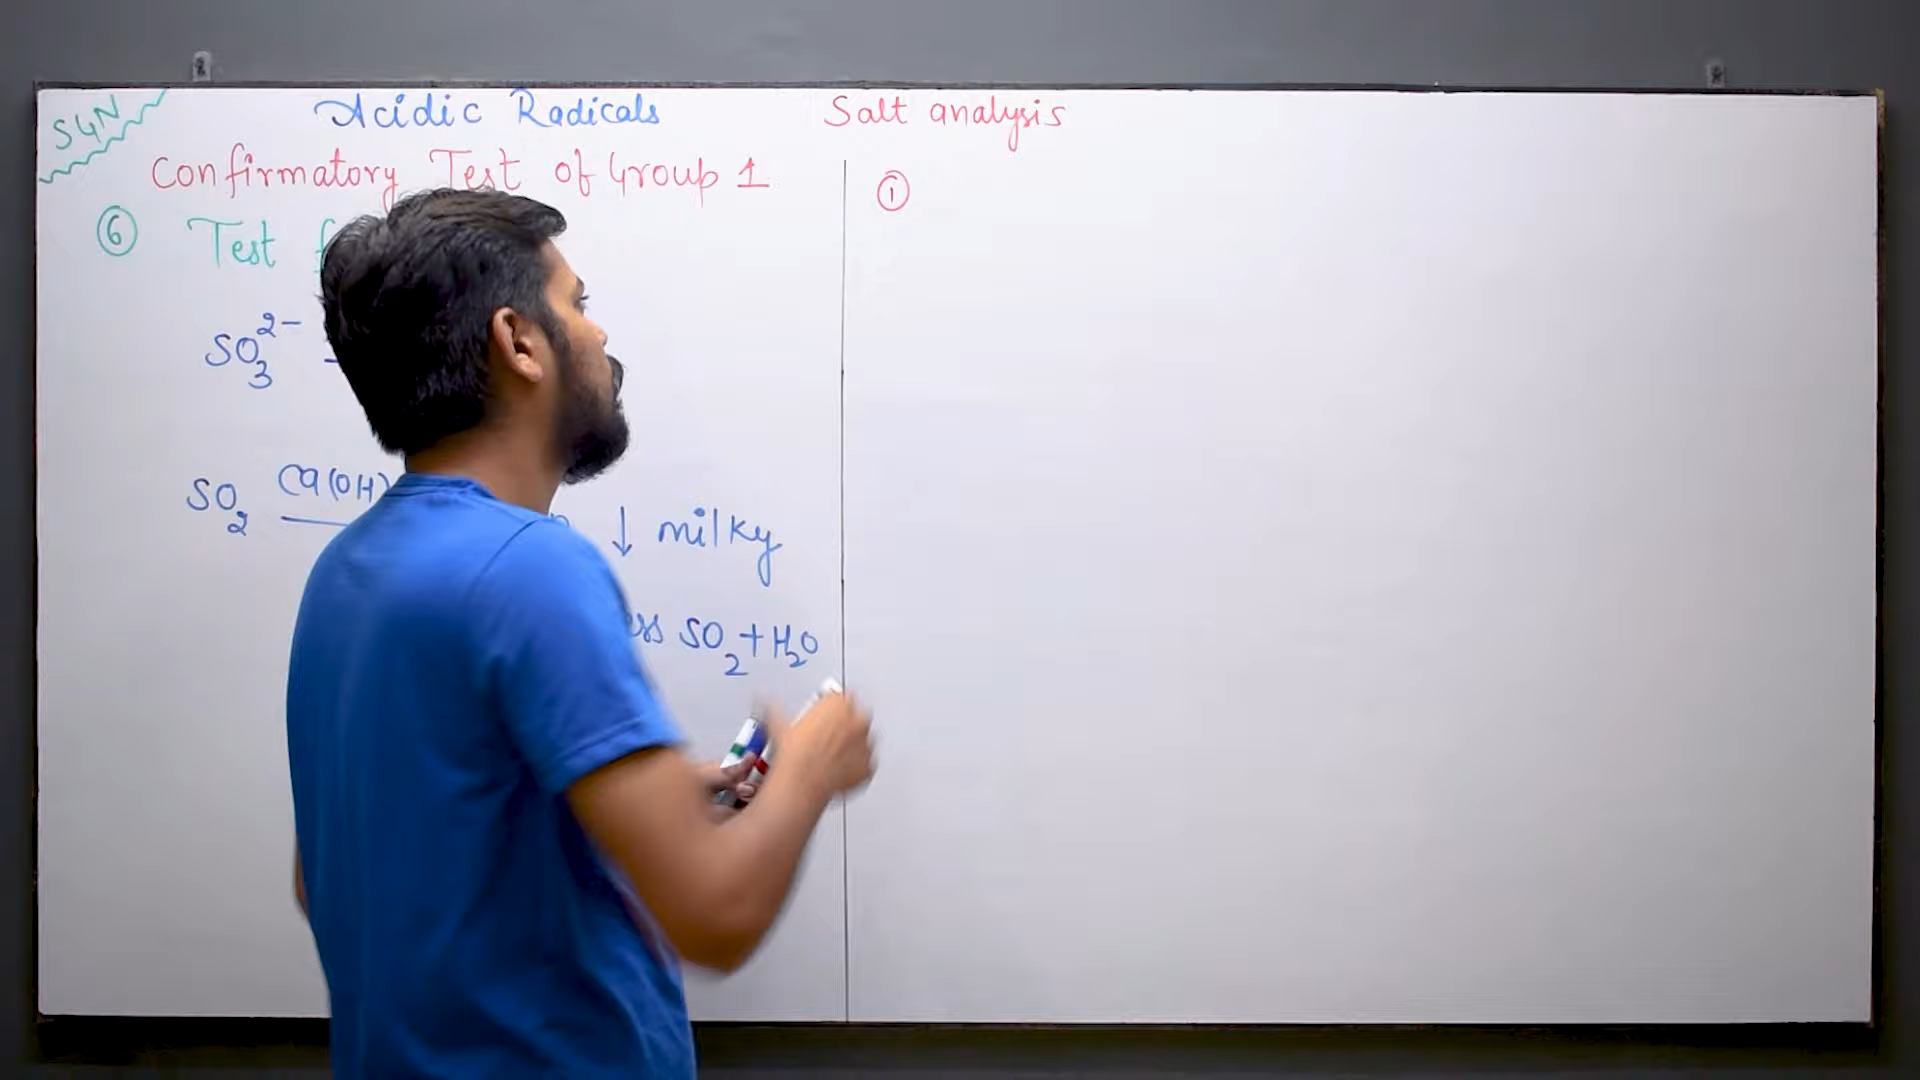 SGN
Acidic Radicals
Salt analysis
Confirmatory Test of Group 1
⑥ Test
SO₃²⁻
SO₂ Ca(OH) ↓ milky
SO₂ + H₂O
①